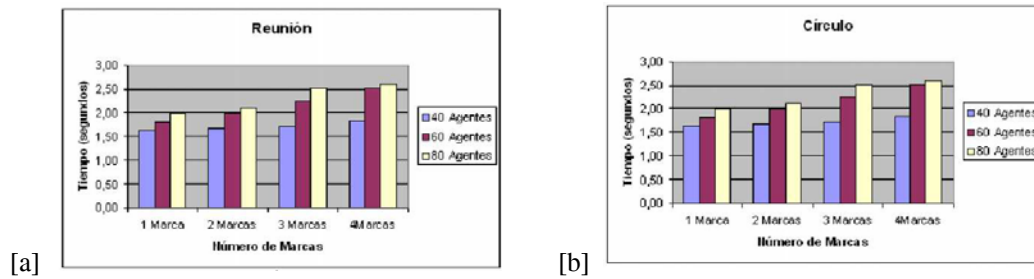 Reunión
3,00
2,50
2,00
1,50
1,00
0,50
0,00
Tiempo (segundos)
1 Marca 2 Marcas 3 Marcas 4Marcas
Número de Marcas
40 Agentes
60 Agentes
80 Agentes
[a]
Círculo
3,00
2,50
2,00
1,50
1,00
0,50
0,00
Tiempo (segundos)
1 Marca 2 Marcas 3 Marcas 4Marcas
Número de Marcas
40 Agentes
60 Agentes
80 Agentes
[b]